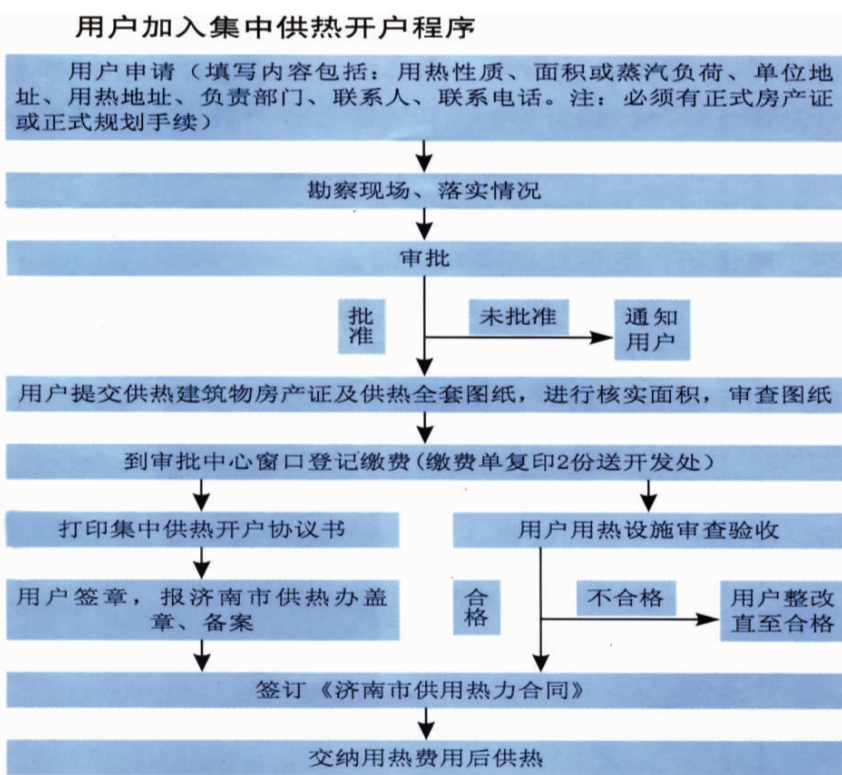 用户加入集中供热开户程序
用户申请（填写内容包括：用热性质、面积或蒸汽负荷、单位地
址、用热地址、负责部门、联系人、联系电话。注：必须有正式房产证
或正式规划手续）
勘察现场、落实情况
审批
批
准
未批准
通知
用户
用户提交供热建筑物房产证及供热全套图纸，进行核实面积，审查图纸
到审批中心窗口登记缴费(缴费单复印2份送开发处)
打印集中供热开户协议书
用户用热设施审查验收
用户签章，报济南市供热办盖
章、备案
合
格
不合格
用户整改
直至合格
签订《济南市供用热力合同》
交纳用热费用后供热